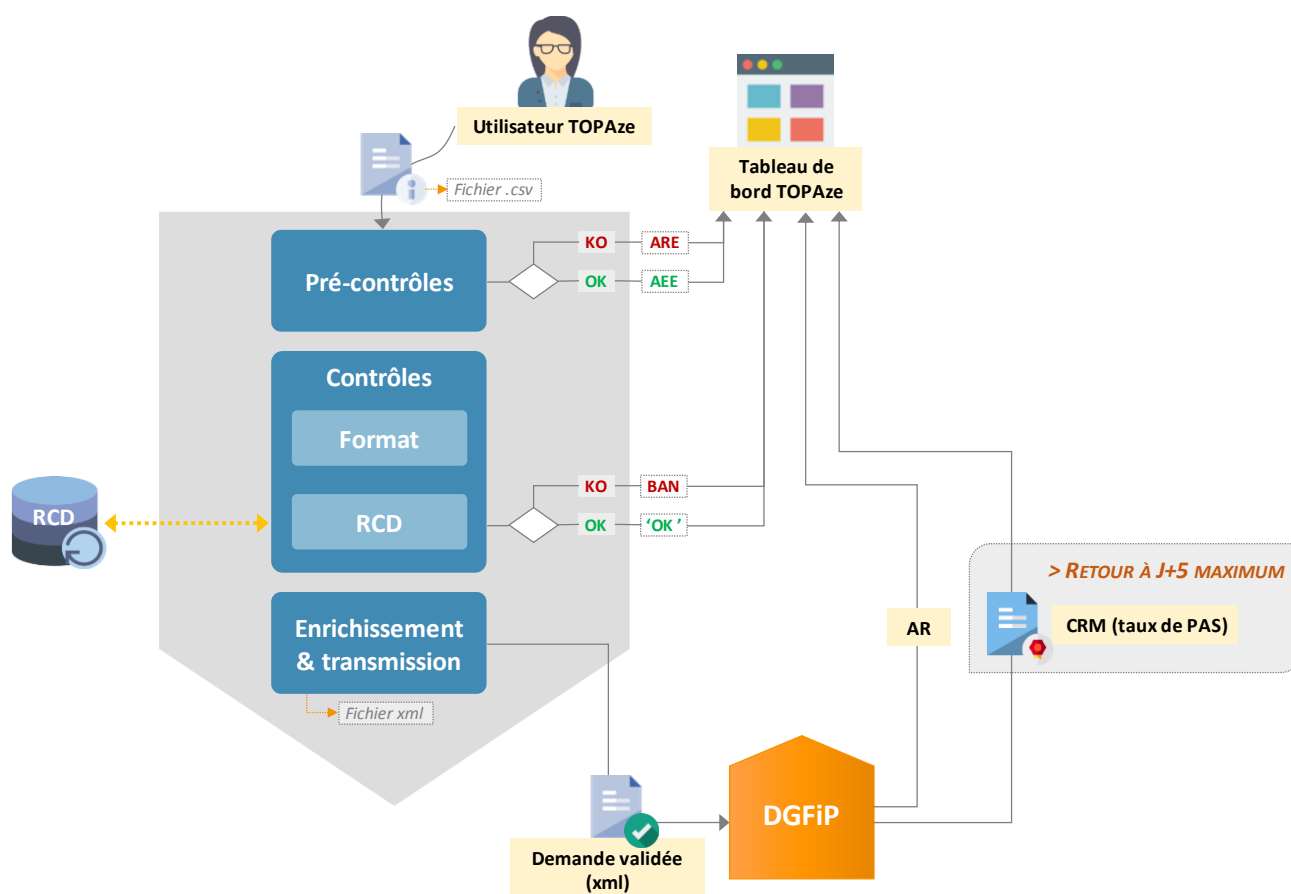 Utilisateur TOPAze
Fichier .csv
Tableau de
bord TOPAze
Pré-contrôles
KO
ARE
OK
AEE
Contrôles
Format
RCD
RCD
KO
BAN
OK
‘OK’
> RETOUR À J+5 MAXIMUM
CRM (taux de PAS)
AR
Enrichissement
& transmission
Fichier xml
DGFiP
Demande validée
(xml)